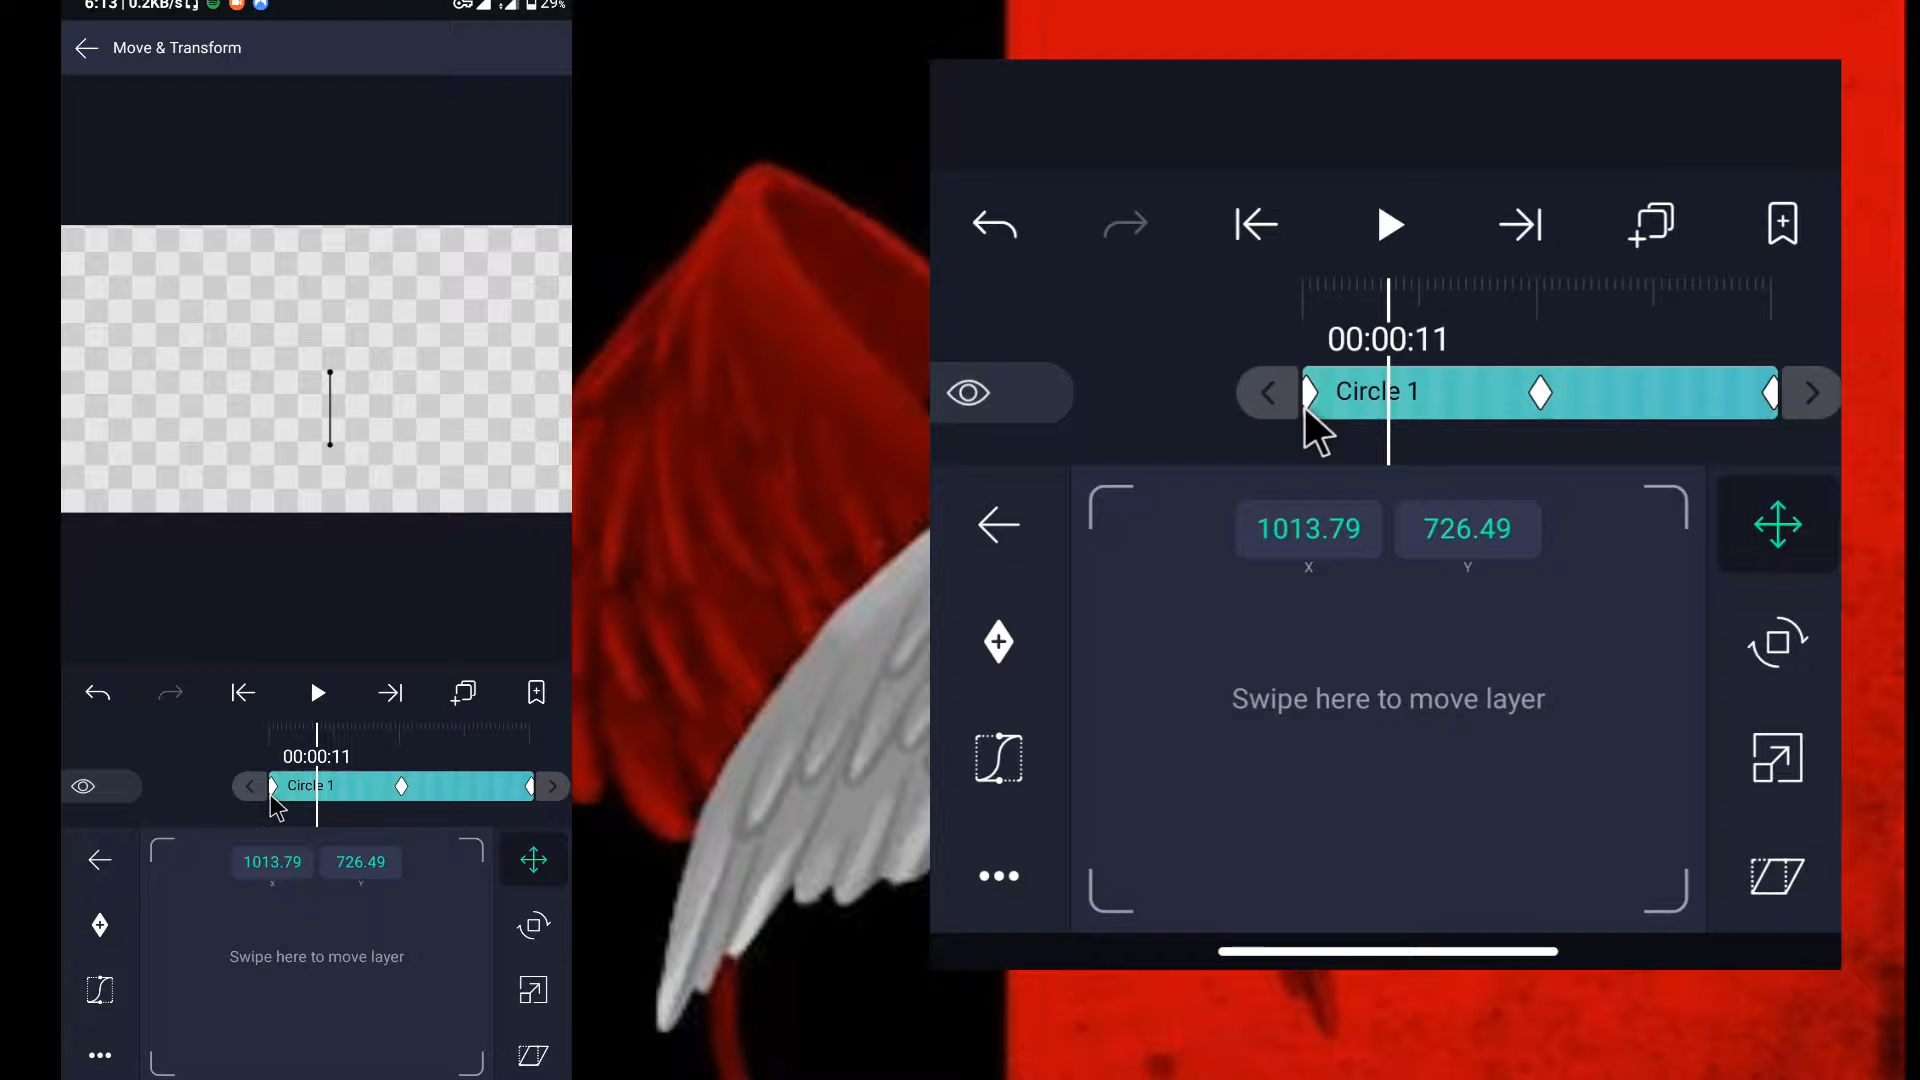 6:13 | 0.2KB/s
29%
Move & Transform
00:00:11
Circle 1
1013.79
726.49
X
Y
Swipe here to move layer
00:00:11
Circle 1
1013.79
726.49
X
Y
Swipe here to move layer